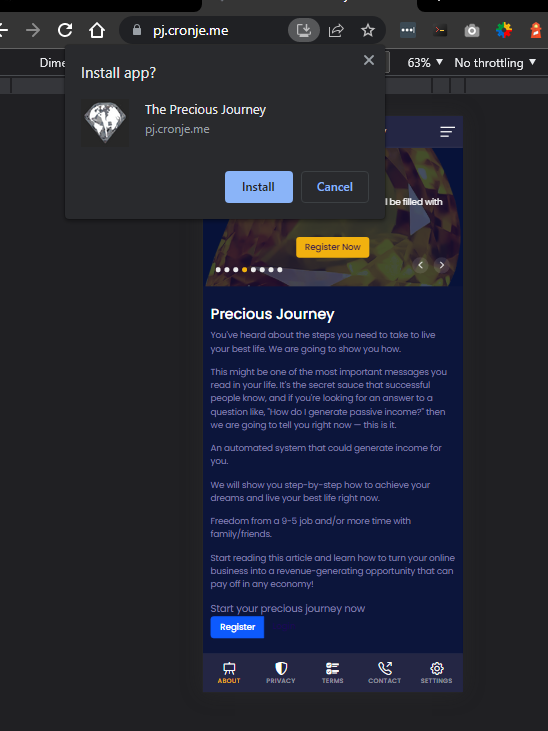 pj.cronje.me
Install app?
Dime
63% ▼ No throttling ▼
The Precious Journey
pj.cronje.me
Install Cancel
l be filled with
Register Now
Precious Journey
You've heard about the steps you need to take to live
your best life. We are going to show you how.
This might be one of the most important messages you
read in your life. It's the secret sauce that successful
people know, and if you're looking for an answer to a
question like, "How do I generate passive income?" then
we are going to tell you right now — this is it.
An automated system that could generate income for
you.
We will show you step-by-step how to achieve your
dreams and live your best life right now.
Freedom from a 9-5 job and/or more time with
family/friends.
Start reading this article and learn how to turn your online
business into a revenue-generating opportunity that can
pay off in any economy!
Start your precious journey now
Register
ABOUT PRIVACY TERMS CONTACT SETTINGS